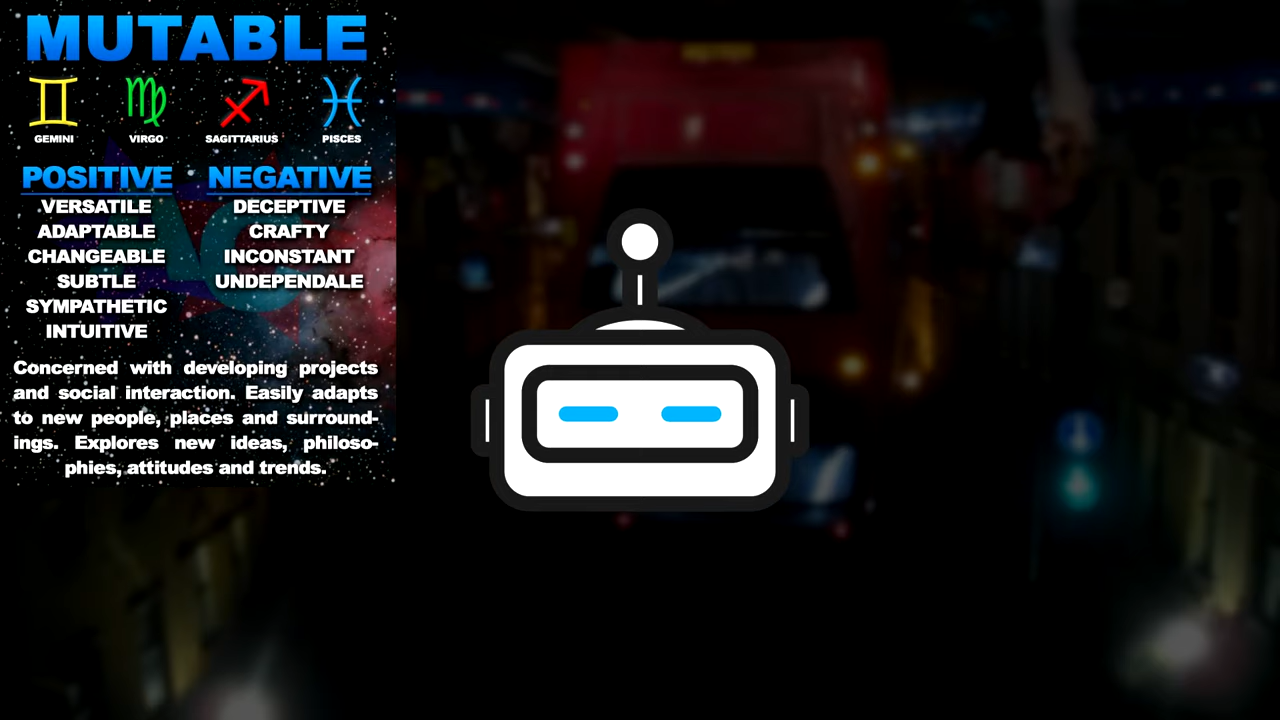 MUTABLE
GEMINI VIRGO SAGITTARIUS PISCES
POSITIVE NEGATIVE
VERSATILE DECEPTIVE
ADAPTABLE CRAFTY
CHANGEABLE INCONSTANT
SUBTLE UNDEPENDALE
SYMPATHETIC
INTUITIVE
Concerned with developing projects
and social interaction. Easily adapts
to new people, places and surround-
ings. Explores new ideas, philoso-
phies, attitudes and trends.